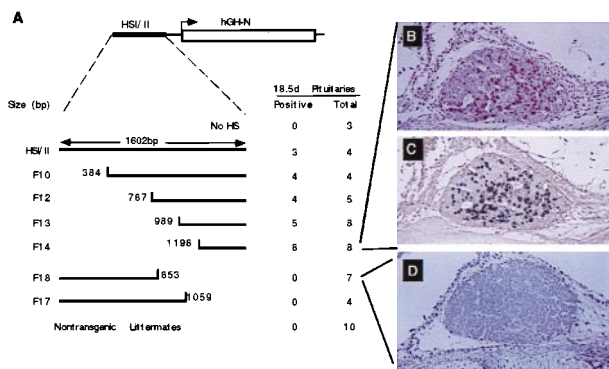 A
HSI/ II
hGH-N
18.5d Pituitaries
Size (bp)
Positive Total
No HS 0 3
1602bp
HSI/ II 3 4
F10 384 4 4
F12 767 4 5
F13 989 5 8
F14 1198 6 8
F18 853 0 7
F17 1059 0 4
Nontransgenic Littermates 0 10
B
C
D